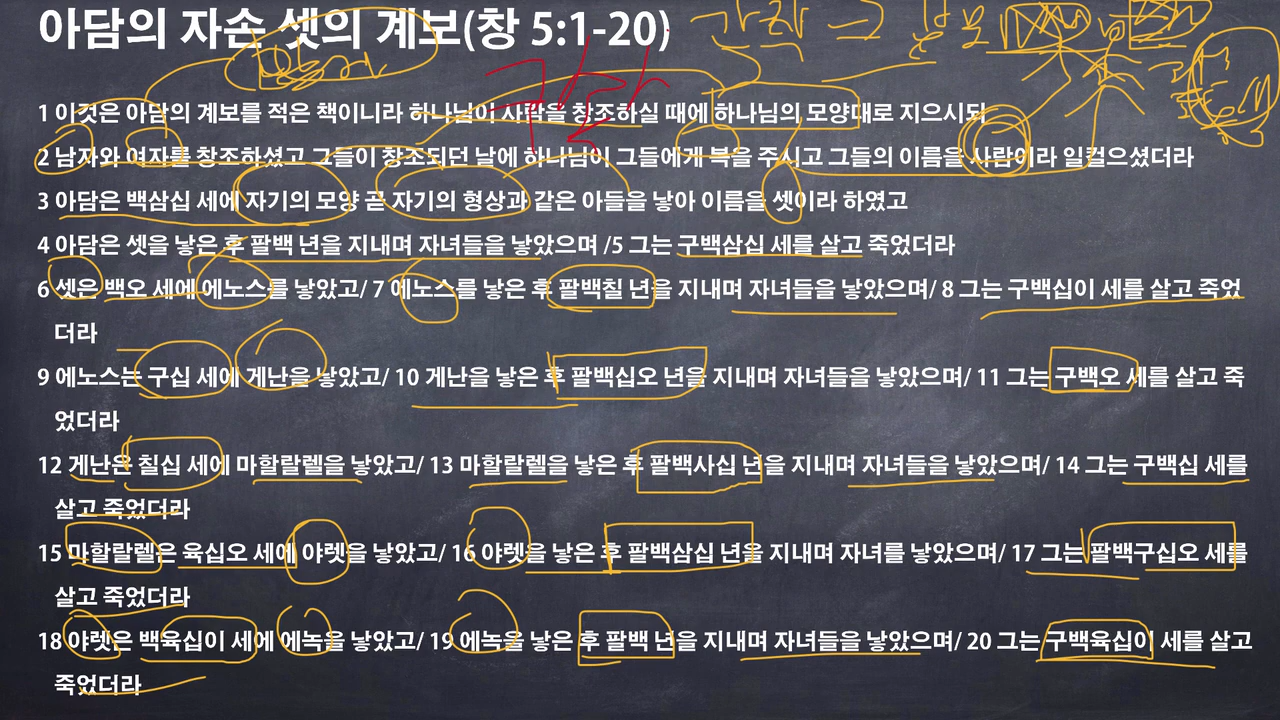 아담의 자손 셋의 계보(창 5:1-20)
1 이것은 아담의 계보를 적은 책이니라 하나님이 사람을 창조하실 때에 하나님의 모양대로 지으시되
2 남자와 여자를 창조하셨고 그들이 창조되던 날에 하나님이 그들에게 복을 주시고 그들의 이름을 사람이라 일컬으셨더라
3 아담은 백삼십 세에 자기의 모양 곧 자기의 형상과 같은 아들을 낳아 이름을 셋이라 하였고
4 아담은 셋을 낳은 후 팔백 년을 지내며 자녀들을 낳았으며 /5 그는 구백삼십 세를 살고 죽었더라
6 셋은 백오 세에 에노스를 낳았고/ 7 에노스를 낳은 후 팔백칠 년을 지내며 자녀들을 낳았으며/ 8 그는 구백십이 세를 살고 죽었
더라
9 에노스는 구십 세에 게난을 낳았고/ 10 게난을 낳은 후 팔백십오 년을 지내며 자녀들을 낳았으며/ 11 그는 구백오 세를 살고 죽
었더라
12 게난은 칠십 세에 마할랄렐을 낳았고/ 13 마할랄렐을 낳은 후 팔백사십 년을 지내며 자녀들을 낳았으며/ 14 그는 구백십 세를
살고 죽었더라
15 마할랄렐은 육십오 세에 야렛을 낳았고/ 16 야렛을 낳은 후 팔백삼십 년을 지내며 자녀를 낳았으며/ 17 그는 팔백구십오 세를
살고 죽었더라
18 야렛은 백육십이 세에 에녹을 낳았고/ 19 에녹을 낳은 후 팔백 년을 지내며 자녀들을 낳았으며/ 20 그는 구백육십이 세를 살고
죽었더라